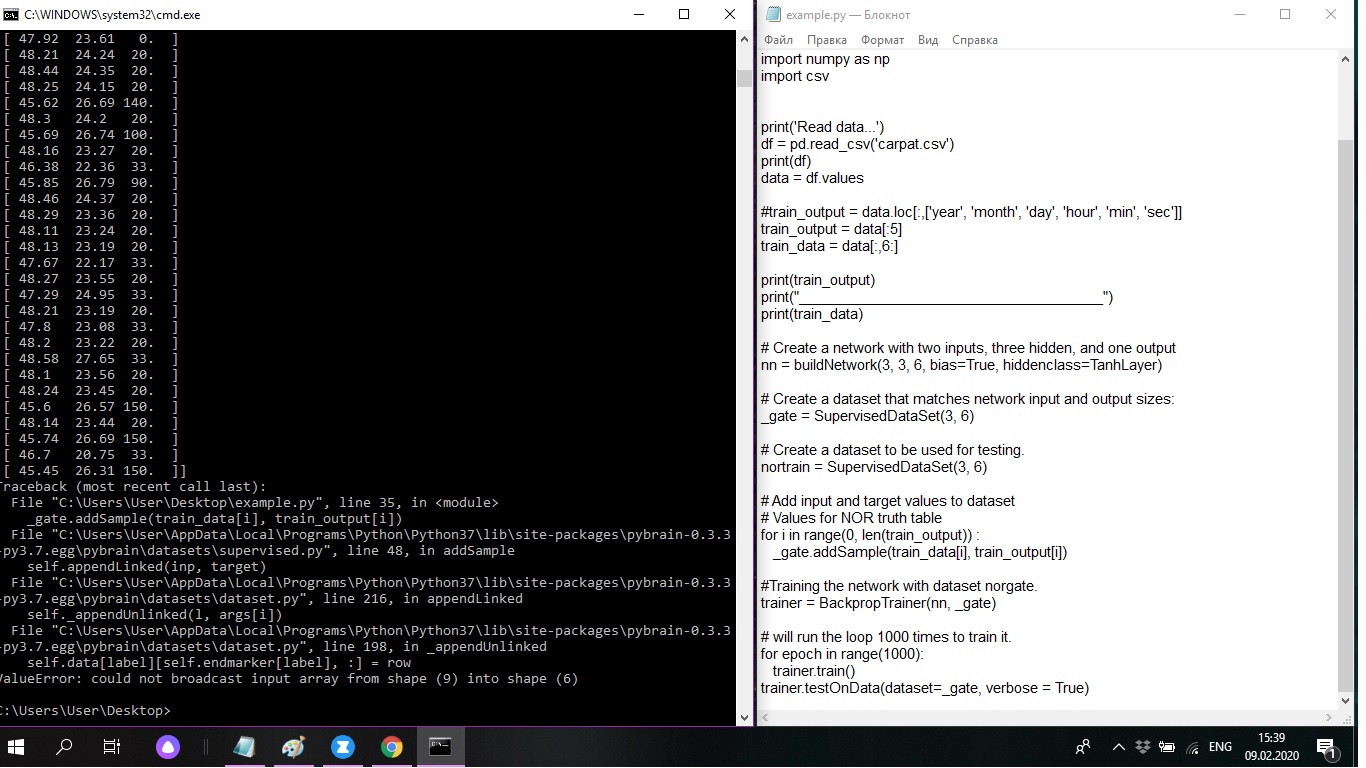 C:\WINDOWS\system32\cmd.exe
[ 47.92  23.61   0.  ]
[ 48.21  24.24  20.  ]
[ 48.44  24.35  20.  ]
[ 48.25  24.15  20.  ]
[ 45.62  26.69 140.  ]
[ 48.3   24.2   20.  ]
[ 45.69  26.74 100.  ]
[ 48.16  23.27  20.  ]
[ 46.38  22.36  33.  ]
[ 45.85  26.79  90.  ]
[ 48.46  24.37  20.  ]
[ 48.29  23.36  20.  ]
[ 48.11  23.24  20.  ]
[ 48.13  23.19  20.  ]
[ 47.67  22.17  33.  ]
[ 48.27  23.55  20.  ]
[ 47.29  24.95  33.  ]
[ 48.21  23.19  20.  ]
[ 47.8   23.08  33.  ]
[ 48.2   23.22  20.  ]
[ 48.58  27.65  33.  ]
[ 48.1   23.56  20.  ]
[ 48.24  23.45  20.  ]
[ 45.6   26.57 150.  ]
[ 48.14  23.44  20.  ]
[ 45.74  26.69 150.  ]
[ 46.7   20.75  33.  ]
[ 45.45  26.31 150.  ]]
Traceback (most recent call last):
  File "C:\Users\User\Desktop\example.py", line 35, in <module>
    _gate.addSample(train_data[i], train_output[i])
  File "C:\Users\User\AppData\Local\Programs\Python\Python37\lib\site-packages\pybrain-0.3.3
-py3.7.egg\pybrain\datasets\supervised.py", line 48, in addSample
    self.appendLinked(inp, target)
  File "C:\Users\User\AppData\Local\Programs\Python\Python37\lib\site-packages\pybrain-0.3.3
-py3.7.egg\pybrain\datasets\dataset.py", line 216, in appendLinked
    self._appendUnlinked(l, args[i])
  File "C:\Users\User\AppData\Local\Programs\Python\Python37\lib\site-packages\pybrain-0.3.3
-py3.7.egg\pybrain\datasets\dataset.py", line 198, in _appendUnlinked
    self.data[label][self.endmarker[label], :] = row
ValueError: could not broadcast input array from shape (9) into shape (6)
C:\Users\User\Desktop>
example.py — Блокнот
Файл Правка Формат Вид Справка
import numpy as np
import csv
print('Read data...')
df = pd.read_csv('carpat.csv')
print(df)
data = df.values
#train_output = data.loc[:,['year', 'month', 'day', 'hour', 'min', 'sec']]
train_output = data[:5]
train_data = data[:,6:]
print(train_output)
print("______________________________________")
print(train_data)
# Create a network with two inputs, three hidden, and one output
nn = buildNetwork(3, 3, 6, bias=True, hiddenclass=TanhLayer)
# Create a dataset that matches network input and output sizes:
_gate = SupervisedDataSet(3, 6)
# Create a dataset to be used for testing.
nortrain = SupervisedDataSet(3, 6)
# Add input and target values to dataset
# Values for NOR truth table
for i in range(0, len(train_output)) :
   _gate.addSample(train_data[i], train_output[i])
#Training the network with dataset norgate.
trainer = BackpropTrainer(nn, _gate)
# will run the loop 1000 times to train it.
for epoch in range(1000):
   trainer.train()
trainer.testOnData(dataset=_gate, verbose = True)
ENG
15:39
09.02.2020
1